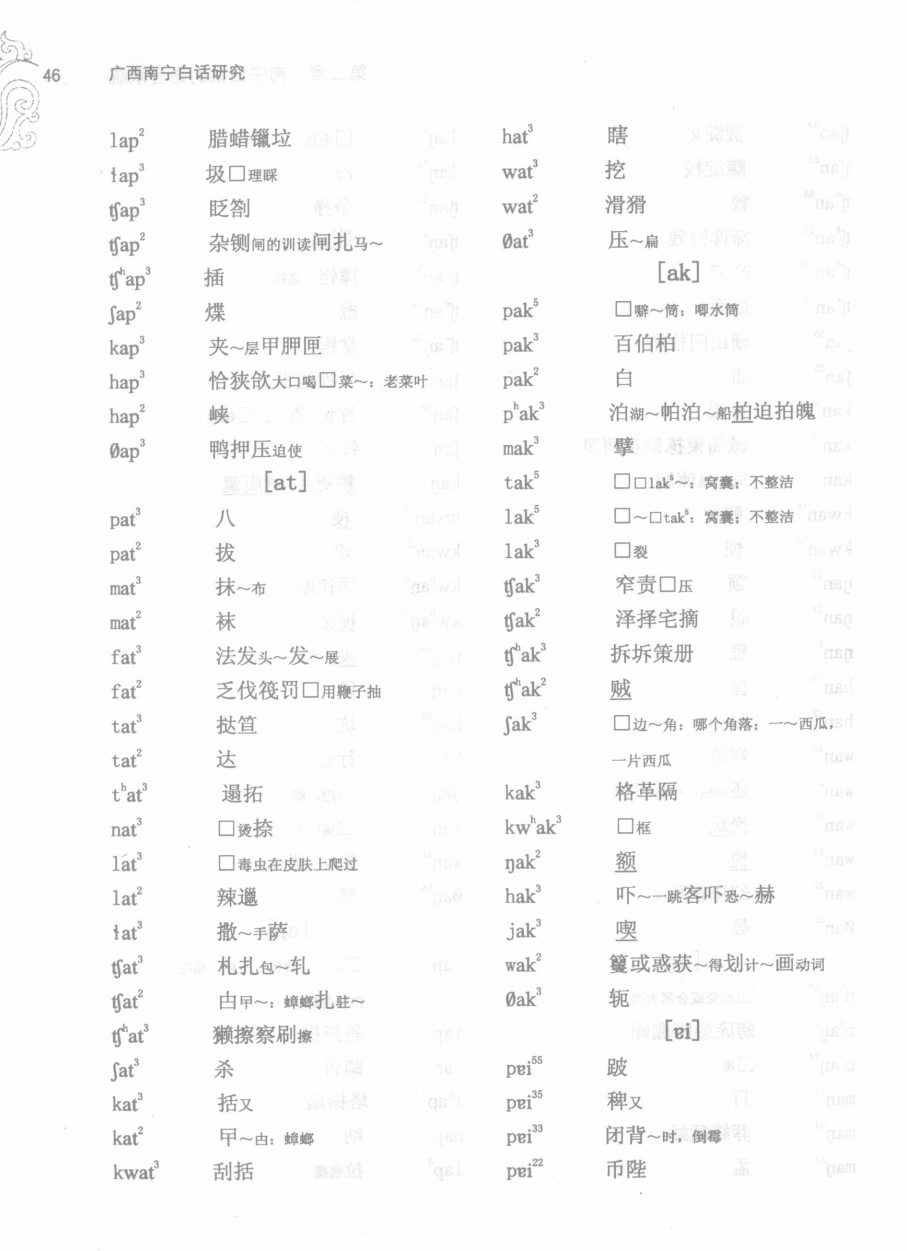 46 广西南宁白话研究
lap² 腊蜡镴垃
ɬap³ 圾□理睬
ʧap³ 眨劄
ʧap² 杂铡闸的训读闸扎马～
ʧʰap³ 插
ʃap² 煠
kap³ 夹～层甲胛匣
hap³ 恰狭欱大口喝□菜～：老菜叶
hap² 峡
Øap³ 鸭押压迫使
[at]
pat³ 八
pat² 拔
mat³ 抹～布
mat² 袜
fat³ 法发头～发～展
fat² 乏伐筏罚□用鞭子抽
tat³ 挞笪
tat² 达
tʰat³ 遢拓
nat³ □烫捺
lat³ □毒虫在皮肤上爬过
lat² 辣邋
ɬat³ 撒～手萨
ʧat³ 札扎包～轧
ʧat² 甴曱～：蟑螂扎驻～
ʧʰat³ 獭擦察刷擦
ʃat³ 杀
kat³ 括又
kat² 曱～甴：蟑螂
kwat³ 刮括
hat³ 瞎
wat³ 挖
wat² 滑猾
Øat³ 压～扁
[ak]
pak⁵ □噼～筒：唧水筒
pak³ 百伯柏
pak² 白
pʰak³ 泊湖～帕泊～船柏迫拍魄
mak³ 擘
tak⁵ □□lak⁵～：窝囊；不整洁
lak⁵ □～□tak⁵：窝囊；不整洁
lak³ □裂
ʧak³ 窄责□压
ʧak² 泽择宅摘
ʧʰak³ 拆坼策册
ʧʰak² 贼
ʃak³ □边～角：哪个角落；一～西瓜，
一片西瓜
kak³ 格革隔
kwʰak³ □框
ŋak² 额
hak³ 吓～一跳客吓恐～赫
jak³ 喫
wak² 或惑获～得划计～画动词
Øak³ 轭
[ɐi]
pɐi⁵⁵ 跛
pɐi³⁵ 稗又
pɐi³³ 闭背～时，倒霉
pɐi²² 币陛